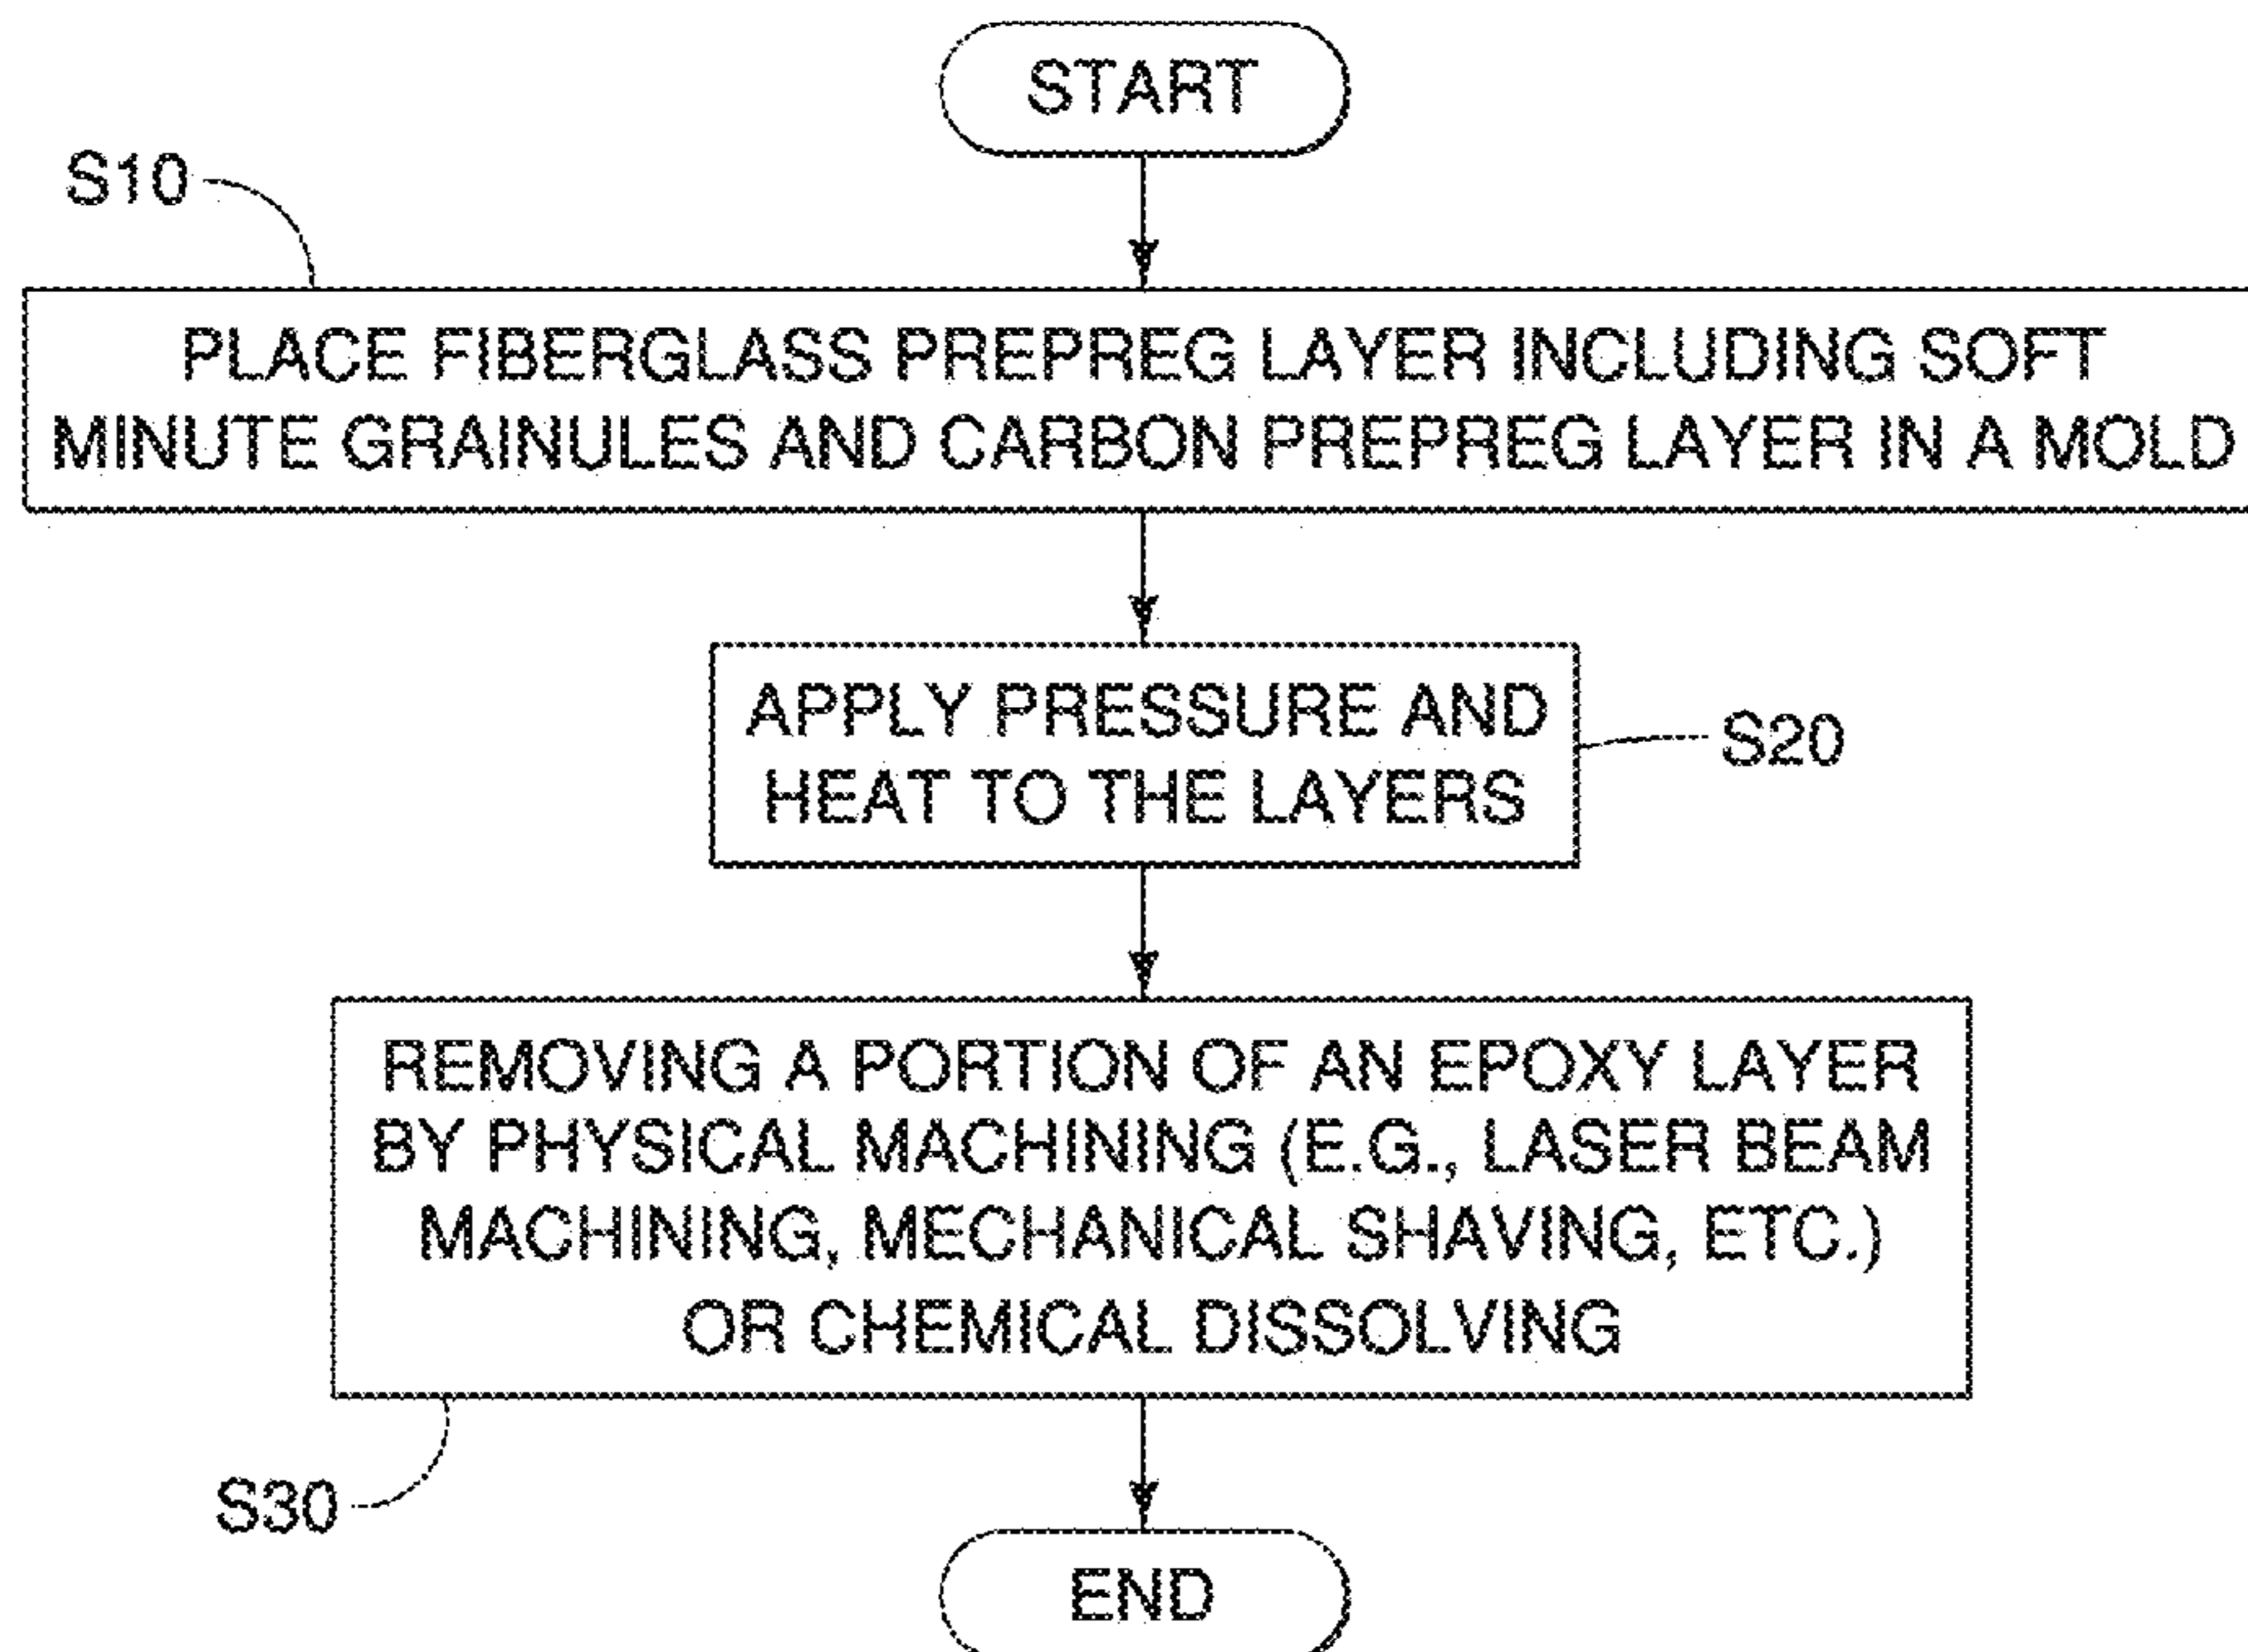 START
S10
PLACE FIBERGLASS PREPREG LAYER INCLUDING SOFT
MINUTE GRAINULES AND CARBON PREPREG LAYER IN A MOLD
APPLY PRESSURE AND
HEAT TO THE LAYERS
S20
REMOVING A PORTION OF AN EPOXY LAYER
BY PHYSICAL MACHINING (E.G., LASER BEAM
MACHINING, MECHANICAL SHAVING, ETC.)
OR CHEMICAL DISSOLVING
S30
END